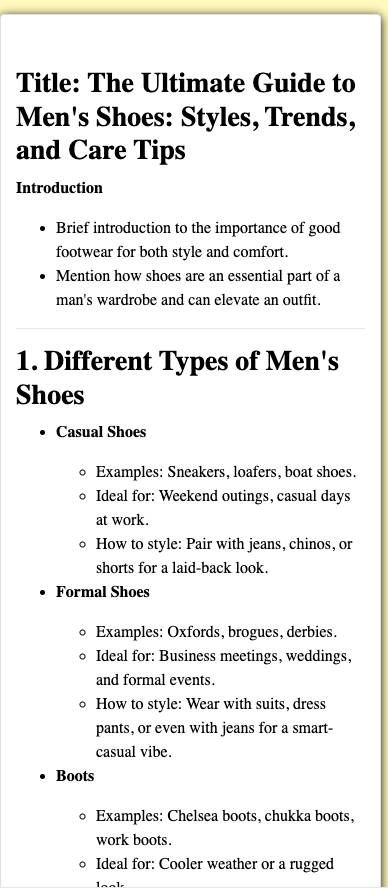 Title: The Ultimate Guide to
Men's Shoes: Styles, Trends,
and Care Tips
Introduction
Brief introduction to the importance of good
footwear for both style and comfort.
Mention how shoes are an essential part of a
man's wardrobe and can elevate an outfit.
1. Different Types of Men's
Shoes
Casual Shoes
Examples: Sneakers, loafers, boat shoes.
Ideal for: Weekend outings, casual days
at work.
How to style: Pair with jeans, chinos, or
shorts for a laid-back look.
Formal Shoes
Examples: Oxfords, brogues, derbies.
Ideal for: Business meetings, weddings,
and formal events.
How to style: Wear with suits, dress
pants, or even with jeans for a smart-
casual vibe.
Boots
Examples: Chelsea boots, chukka boots,
work boots.
Ideal for: Cooler weather or a rugged
look.